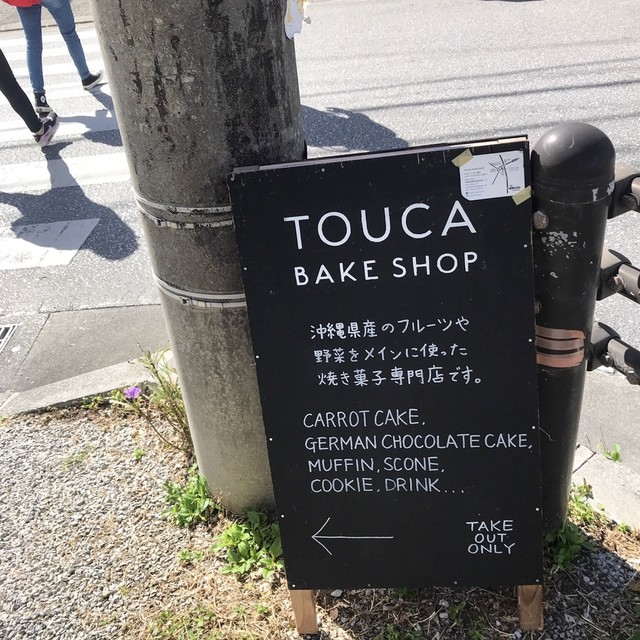 TOUCA
BAKE SHOP
沖縄県産のフルーツや
野菜をメインに使った
焼き菓子専門店です。
CARROT CAKE,
GERMAN CHOCOLATE CAKE,
MUFFIN, SCONE,
COOKIE, DRINK...
TAKE
OUT
ONLY